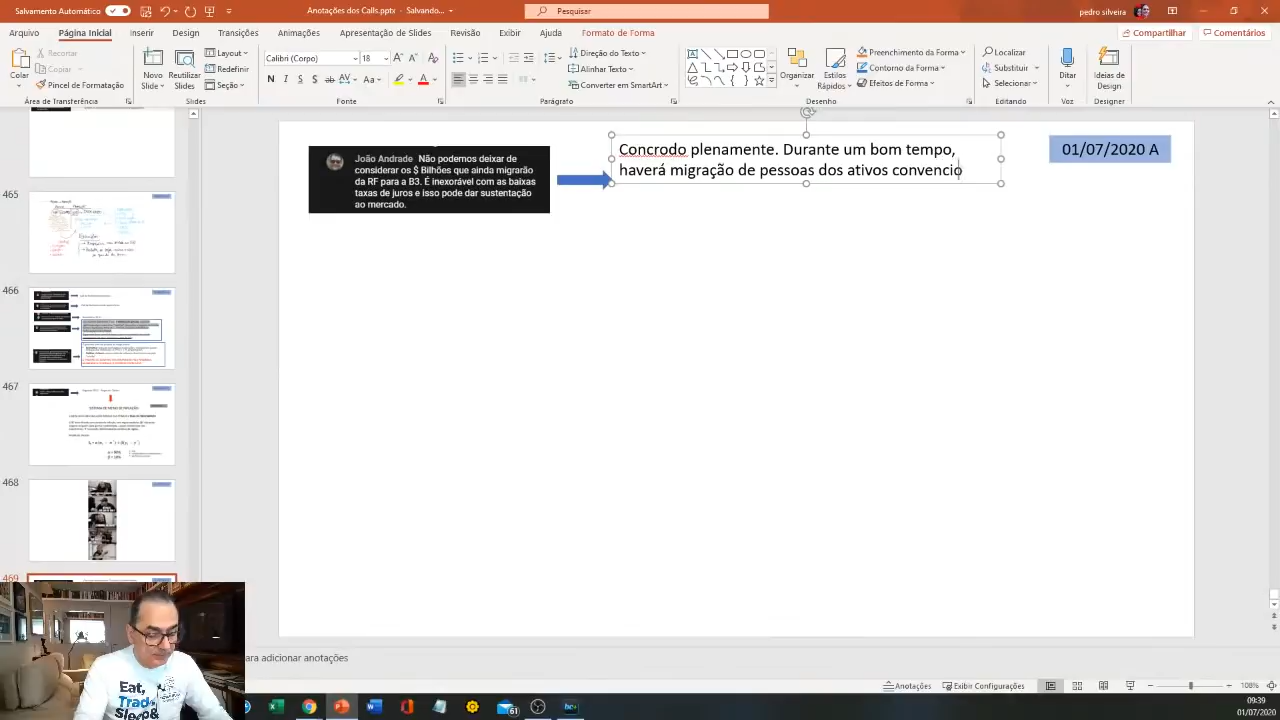 Salvamento Automático
Anotações dos Calls.pptx - Salvando...
Pesquisar
pedro silveira
Arquivo
Página Inicial
Inserir
Design
Transições
Animações
Apresentação de Slides
Revisão
Exibir
Ajuda
Formato de Forma
Compartilhar
Comentários
Colar
Recortar
Copiar
Pincel de Formatação
Área de Transferência
Novo Slide
Reutilizar Slides
Layout
Redefinir
Seção
Slides
Calibri (Corpo)
18
N I S S ab AV Aa A
Fonte
Direção do Texto
Alinhar Texto
Converter em SmartArt
Parágrafo
Organizar
Estilos Rápidos
Preenchimento da Forma
Contorno da Forma
Efeitos de Forma
Desenho
Localizar
Substituir
Selecionar
Editando
Ditar
Voz
Ideias de Design
Designer
465
466
467
468
469
João Andrade Não podemos deixar de
considerar os $ Bilhões que ainda migrarão
da RF para a B3. É inexorável com as baixas
taxas de juros e isso pode dar sustentação
ao mercado.
Concrodo plenamente. Durante um bom tempo,
haverá migração de pessoas dos ativos convencio
01/07/2020 A
Eat,
Trad
Sleep&
ara adicionar anotações
Anotações
Exibir Configurações
108%
61
09:39
01/07/2020